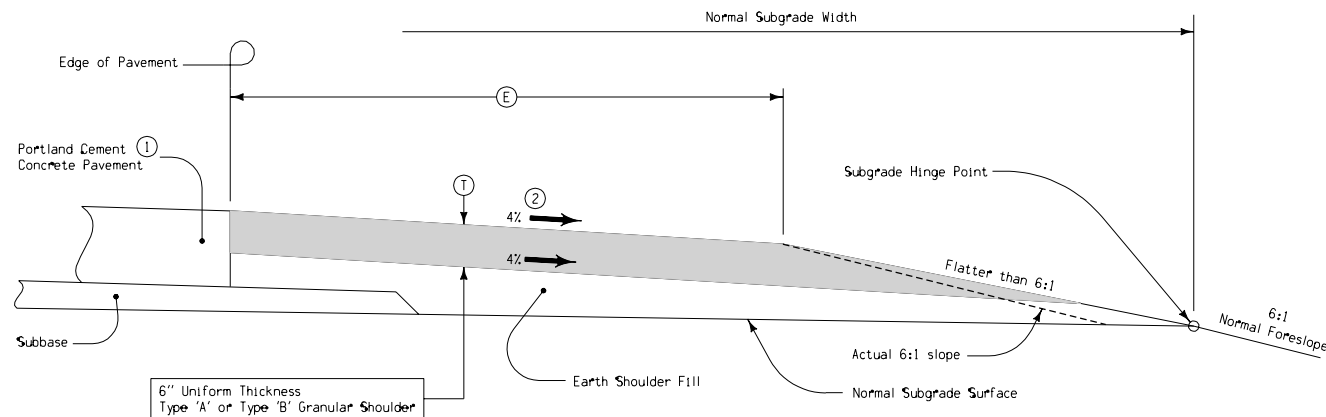 Normal Subgrade Width
Edge of Pavement
E
Portland Cement 1
Concrete Pavement
Subgrade Hinge Point
T
2
4%
4%
Flatter than 6:1
6:1
Normal Foreslope
Subbase
Actual 6:1 slope
Earth Shoulder Fill
Normal Subgrade Surface
6" Uniform Thickness
Type 'A' or Type 'B' Granular Shoulder